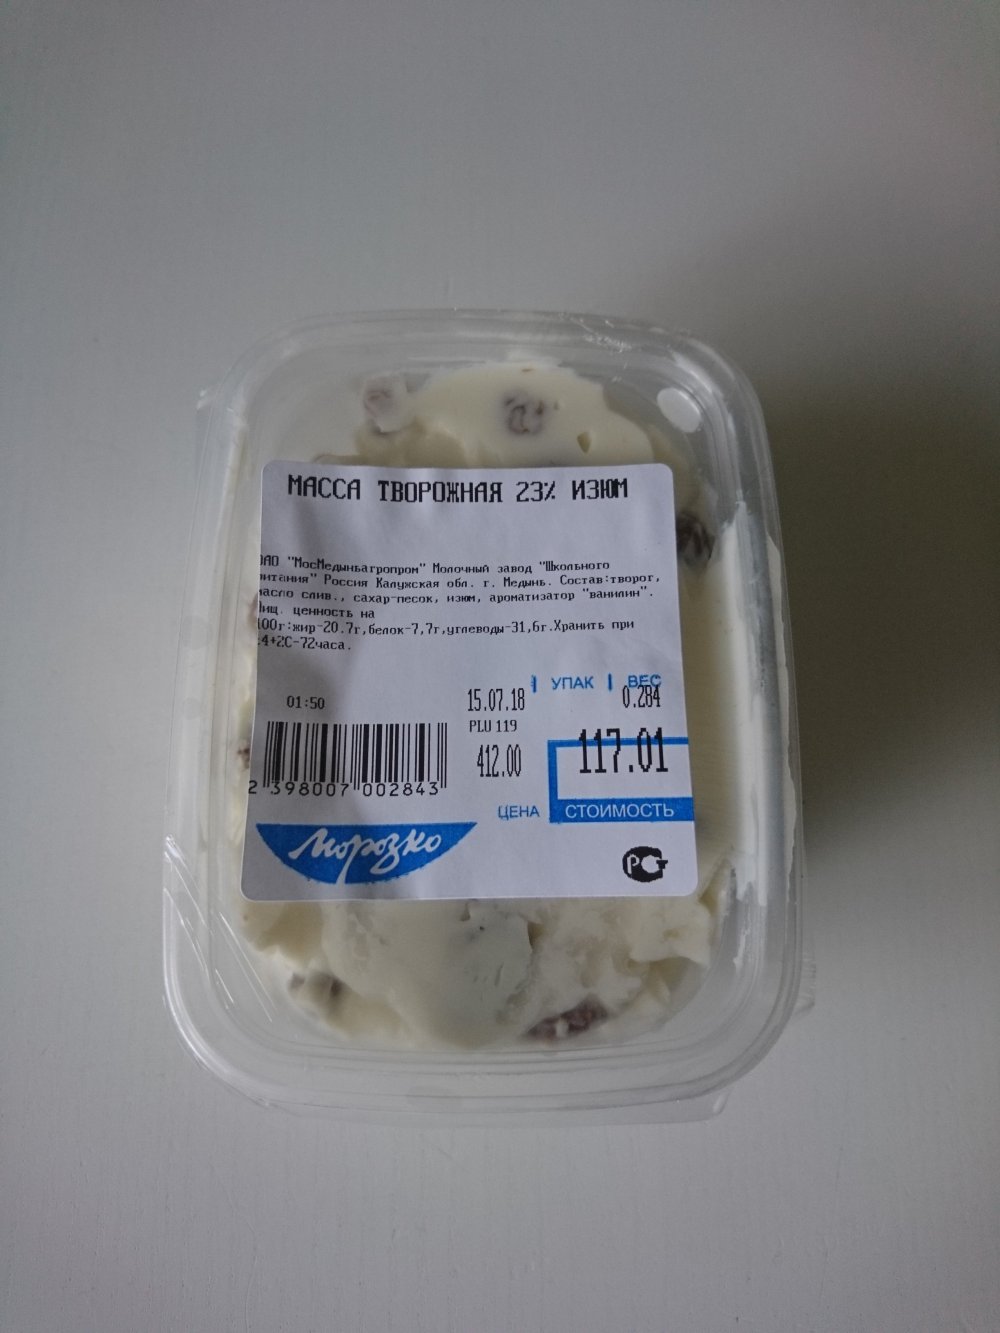 МАССА ТВОРОЖНАЯ 23% ИЗЮМ
ЗАО "МосМедыньагропром" Молочный завод "Школьного
питания" Россия Калужская обл. г. Медынь. Состав:творог,
масло слив., сахар-песок, изюм, ароматизатор "ванилин".
Пищ. ценность на
100г:жир-20.7г,белок-7,7г,углеводы-31,6г.Хранить при
+4+2С-72часа.
УПАК ВЕС
01:50 15.07.18 0.284
PLU 119
412.00 117.01
2 398007 002843
ЦЕНА СТОИМОСТЬ
Морозко
РСТ